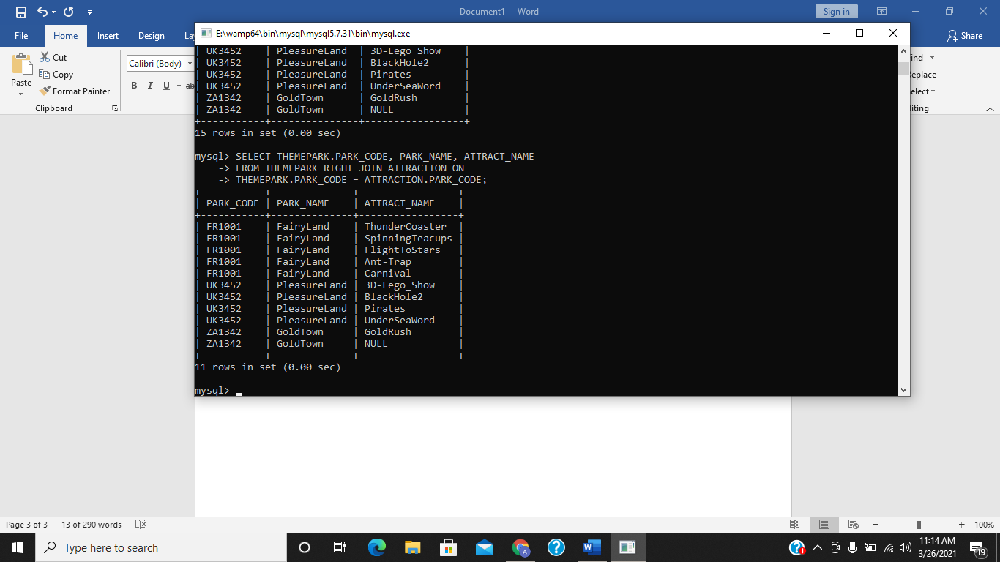 Document1 - Word
Sign in
File Home Insert Design La
Share
E:\wamp64\bin\mysql\mysql5.7.31\bin\mysql.exe
Paste
Cut
Copy
Format Painter
Clipboard
Calibri (Body)
B I U ab
ind
eplace
elect
iting
| UK3452    | PleasureLand  | 3D-Lego_Show    |
| UK3452    | PleasureLand  | BlackHole2      |
| UK3452    | PleasureLand  | Pirates         |
| UK3452    | PleasureLand  | UnderSeaWord    |
| ZA1342    | GoldTown      | GoldRush        |
| ZA1342    | GoldTown      | NULL            |
+-----------+---------------+-----------------+
15 rows in set (0.00 sec)
mysql> SELECT THEMEPARK.PARK_CODE, PARK_NAME, ATTRACT_NAME
    -> FROM THEMEPARK RIGHT JOIN ATTRACTION ON
    -> THEMEPARK.PARK_CODE = ATTRACTION.PARK_CODE;
+-----------+--------------+-----------------+
| PARK_CODE | PARK_NAME    | ATTRACT_NAME    |
+-----------+--------------+-----------------+
| FR1001    | FairyLand    | ThunderCoaster  |
| FR1001    | FairyLand    | SpinningTeacups |
| FR1001    | FairyLand    | FlightToStars   |
| FR1001    | FairyLand    | Ant-Trap        |
| FR1001    | FairyLand    | Carnival        |
| UK3452    | PleasureLand | 3D-Lego_Show    |
| UK3452    | PleasureLand | BlackHole2      |
| UK3452    | PleasureLand | Pirates         |
| UK3452    | PleasureLand | UnderSeaWord    |
| ZA1342    | GoldTown     | GoldRush        |
| ZA1342    | GoldTown     | NULL            |
+-----------+--------------+-----------------+
11 rows in set (0.00 sec)
mysql>
Page 3 of 3 13 of 290 words
100%
Type here to search
11:14 AM
3/26/2021
19